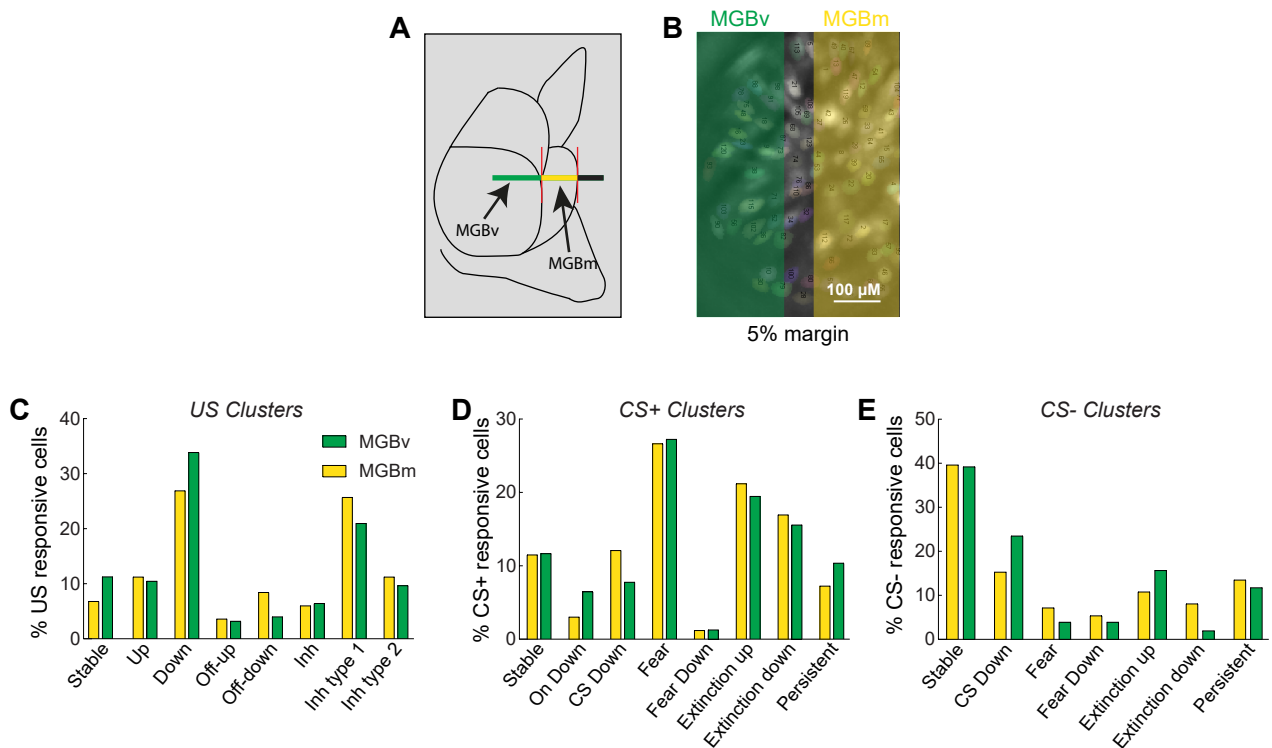 A
MGBv
MGBm
B
MGBv
MGBm
100 µM
5% margin
C
US Clusters
% US responsive cells
40
30
20
10
0
MGBv
MGBm
Stable
Up
Down
Off-up
Off-down
Inh
Inh type 1
Inh type 2
D
CS+ Clusters
% CS+ responsive cells
30
20
10
0
Stable
On Down
CS Down
Fear
Fear Down
Extinction up
Extinction down
Persistent
E
CS- Clusters
% CS- responsive cells
50
40
30
20
10
0
Stable
CS Down
Fear
Fear Down
Extinction up
Extinction down
Persistent